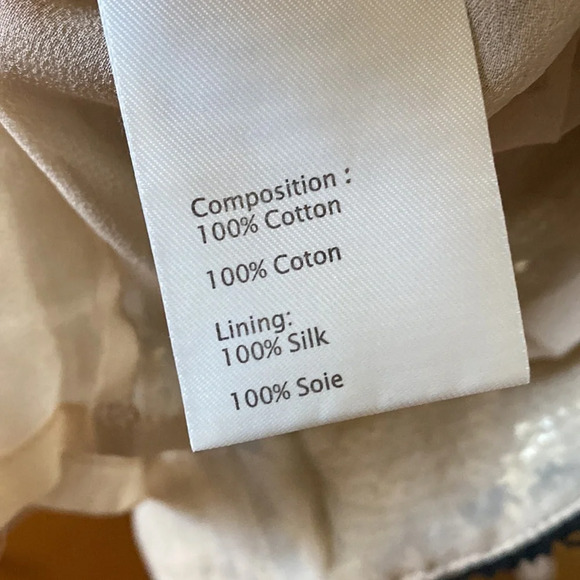 Composition :
100% Cotton
100% Coton
Lining:
100% Silk
100% Soie